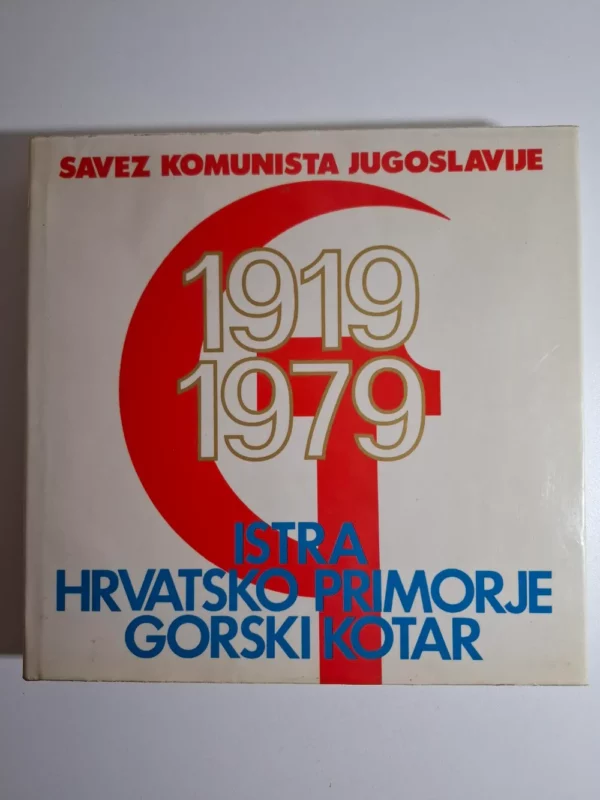 SAVEZ KOMUNISTA JUGOSLAVIJE
1919
1979
ISTRA
HRVATSKO PRIMORJE
GORSKI KOTAR